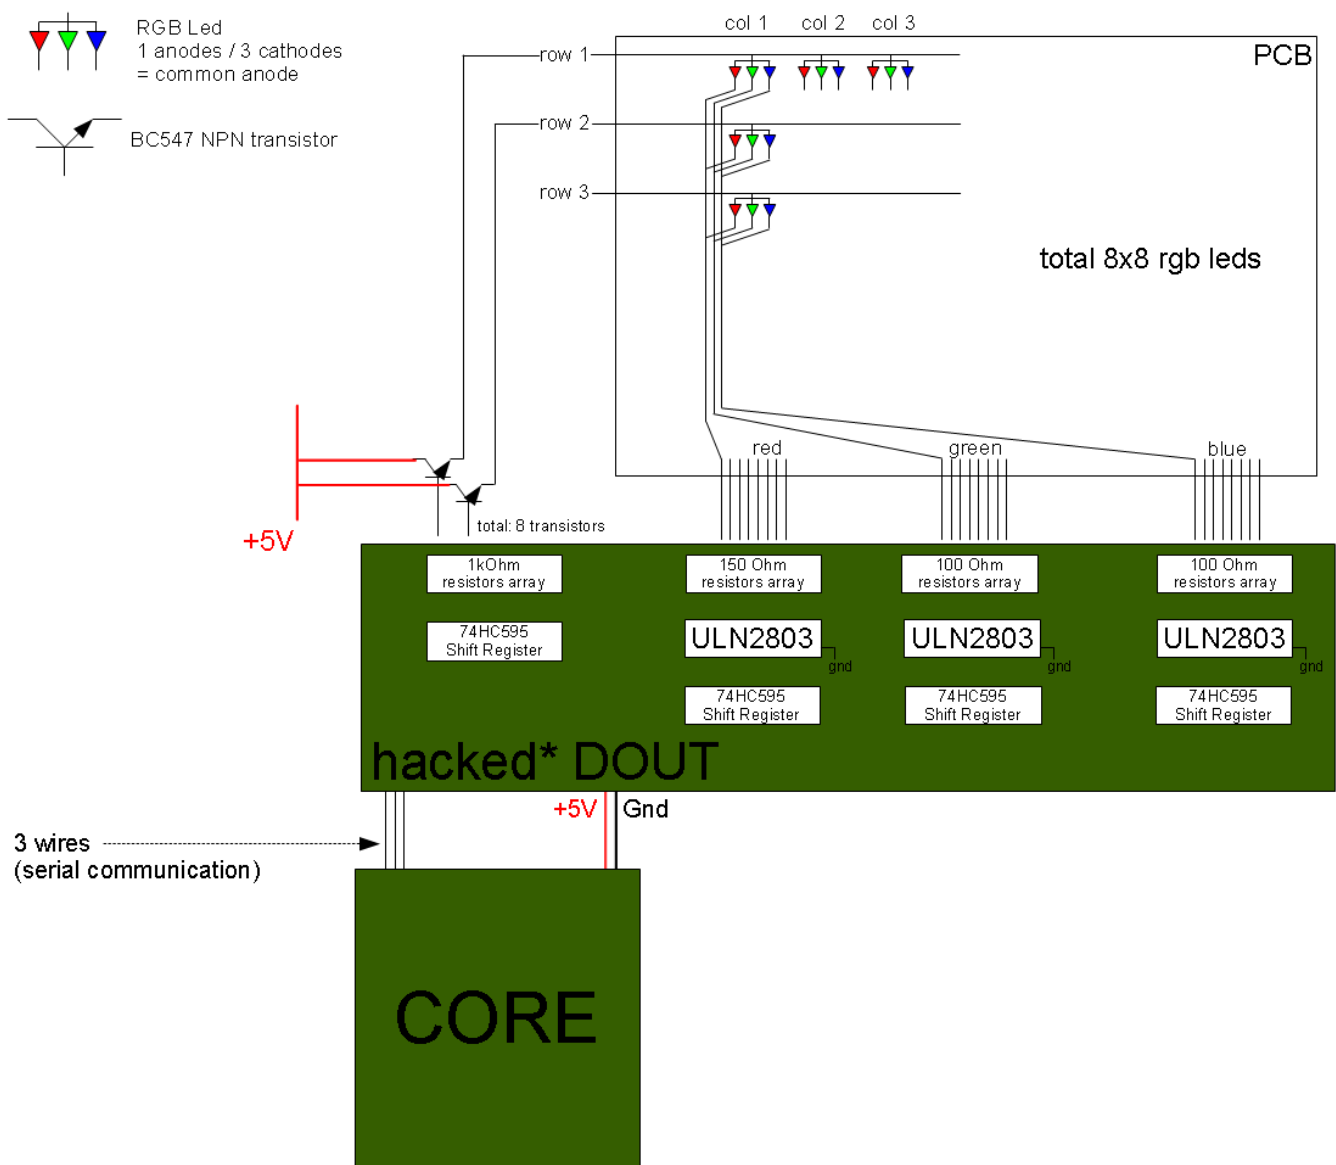 RGB Led
1 anodes / 3 cathodes
= common anode
BC547 NPN transistor
col 1
col 2
col 3
PCB
row 1
row 2
row 3
total 8x8 rgb leds
red
green
blue
+5V
total: 8 transistors
1kOhm
resistors array
150 Ohm
resistors array
100 Ohm
resistors array
100 Ohm
resistors array
74HC595
Shift Register
ULN2803
gnd
ULN2803
gnd
ULN2803
gnd
74HC595
Shift Register
74HC595
Shift Register
74HC595
Shift Register
hacked* DOUT
+5V
Gnd
3 wires
(serial communication)
CORE